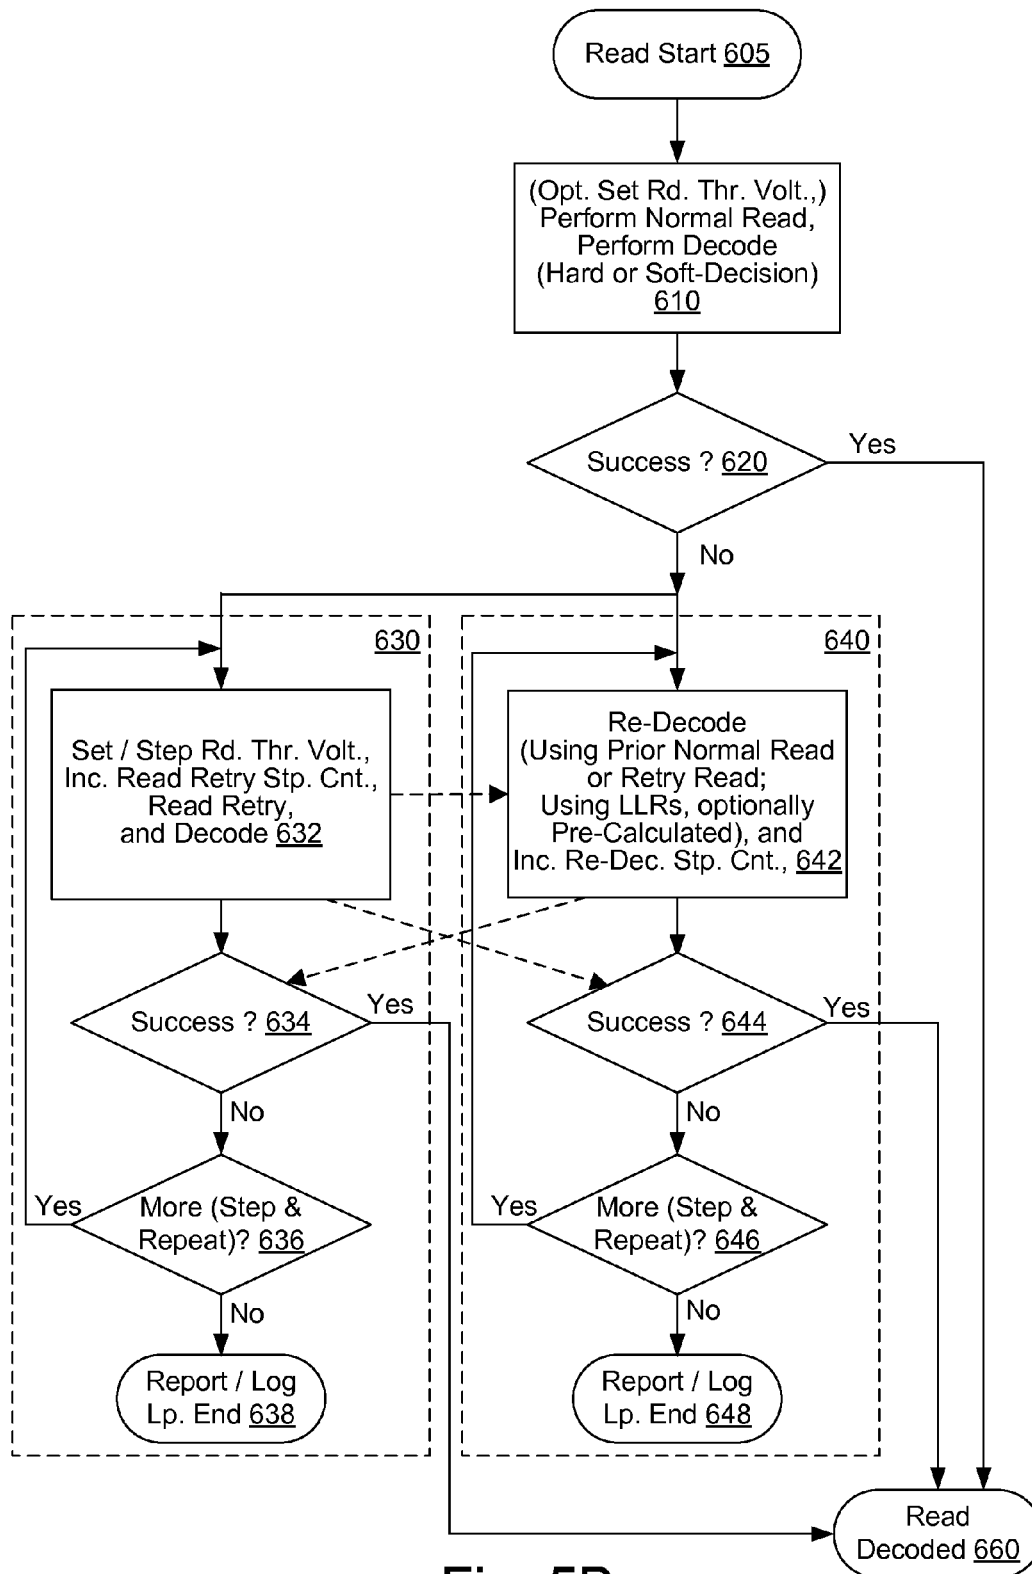 Read Start 605
(Opt. Set Rd. Thr. Volt.,)
Perform Normal Read,
Perform Decode
(Hard or Soft-Decision)
610
Success ? 620
Yes
No
630
640
Set / Step Rd. Thr. Volt.,
Inc. Read Retry Stp. Cnt.,
Read Retry,
and Decode 632
Re-Decode
(Using Prior Normal Read
or Retry Read;
Using LLRs, optionally
Pre-Calculated), and
Inc. Re-Dec. Stp. Cnt., 642
Success ? 634
Yes
Success ? 644
Yes
No
No
Yes
More (Step &
Repeat)? 636
Yes
More (Step &
Repeat)? 646
No
No
Report / Log
Lp. End 638
Report / Log
Lp. End 648
Read
Decoded 660